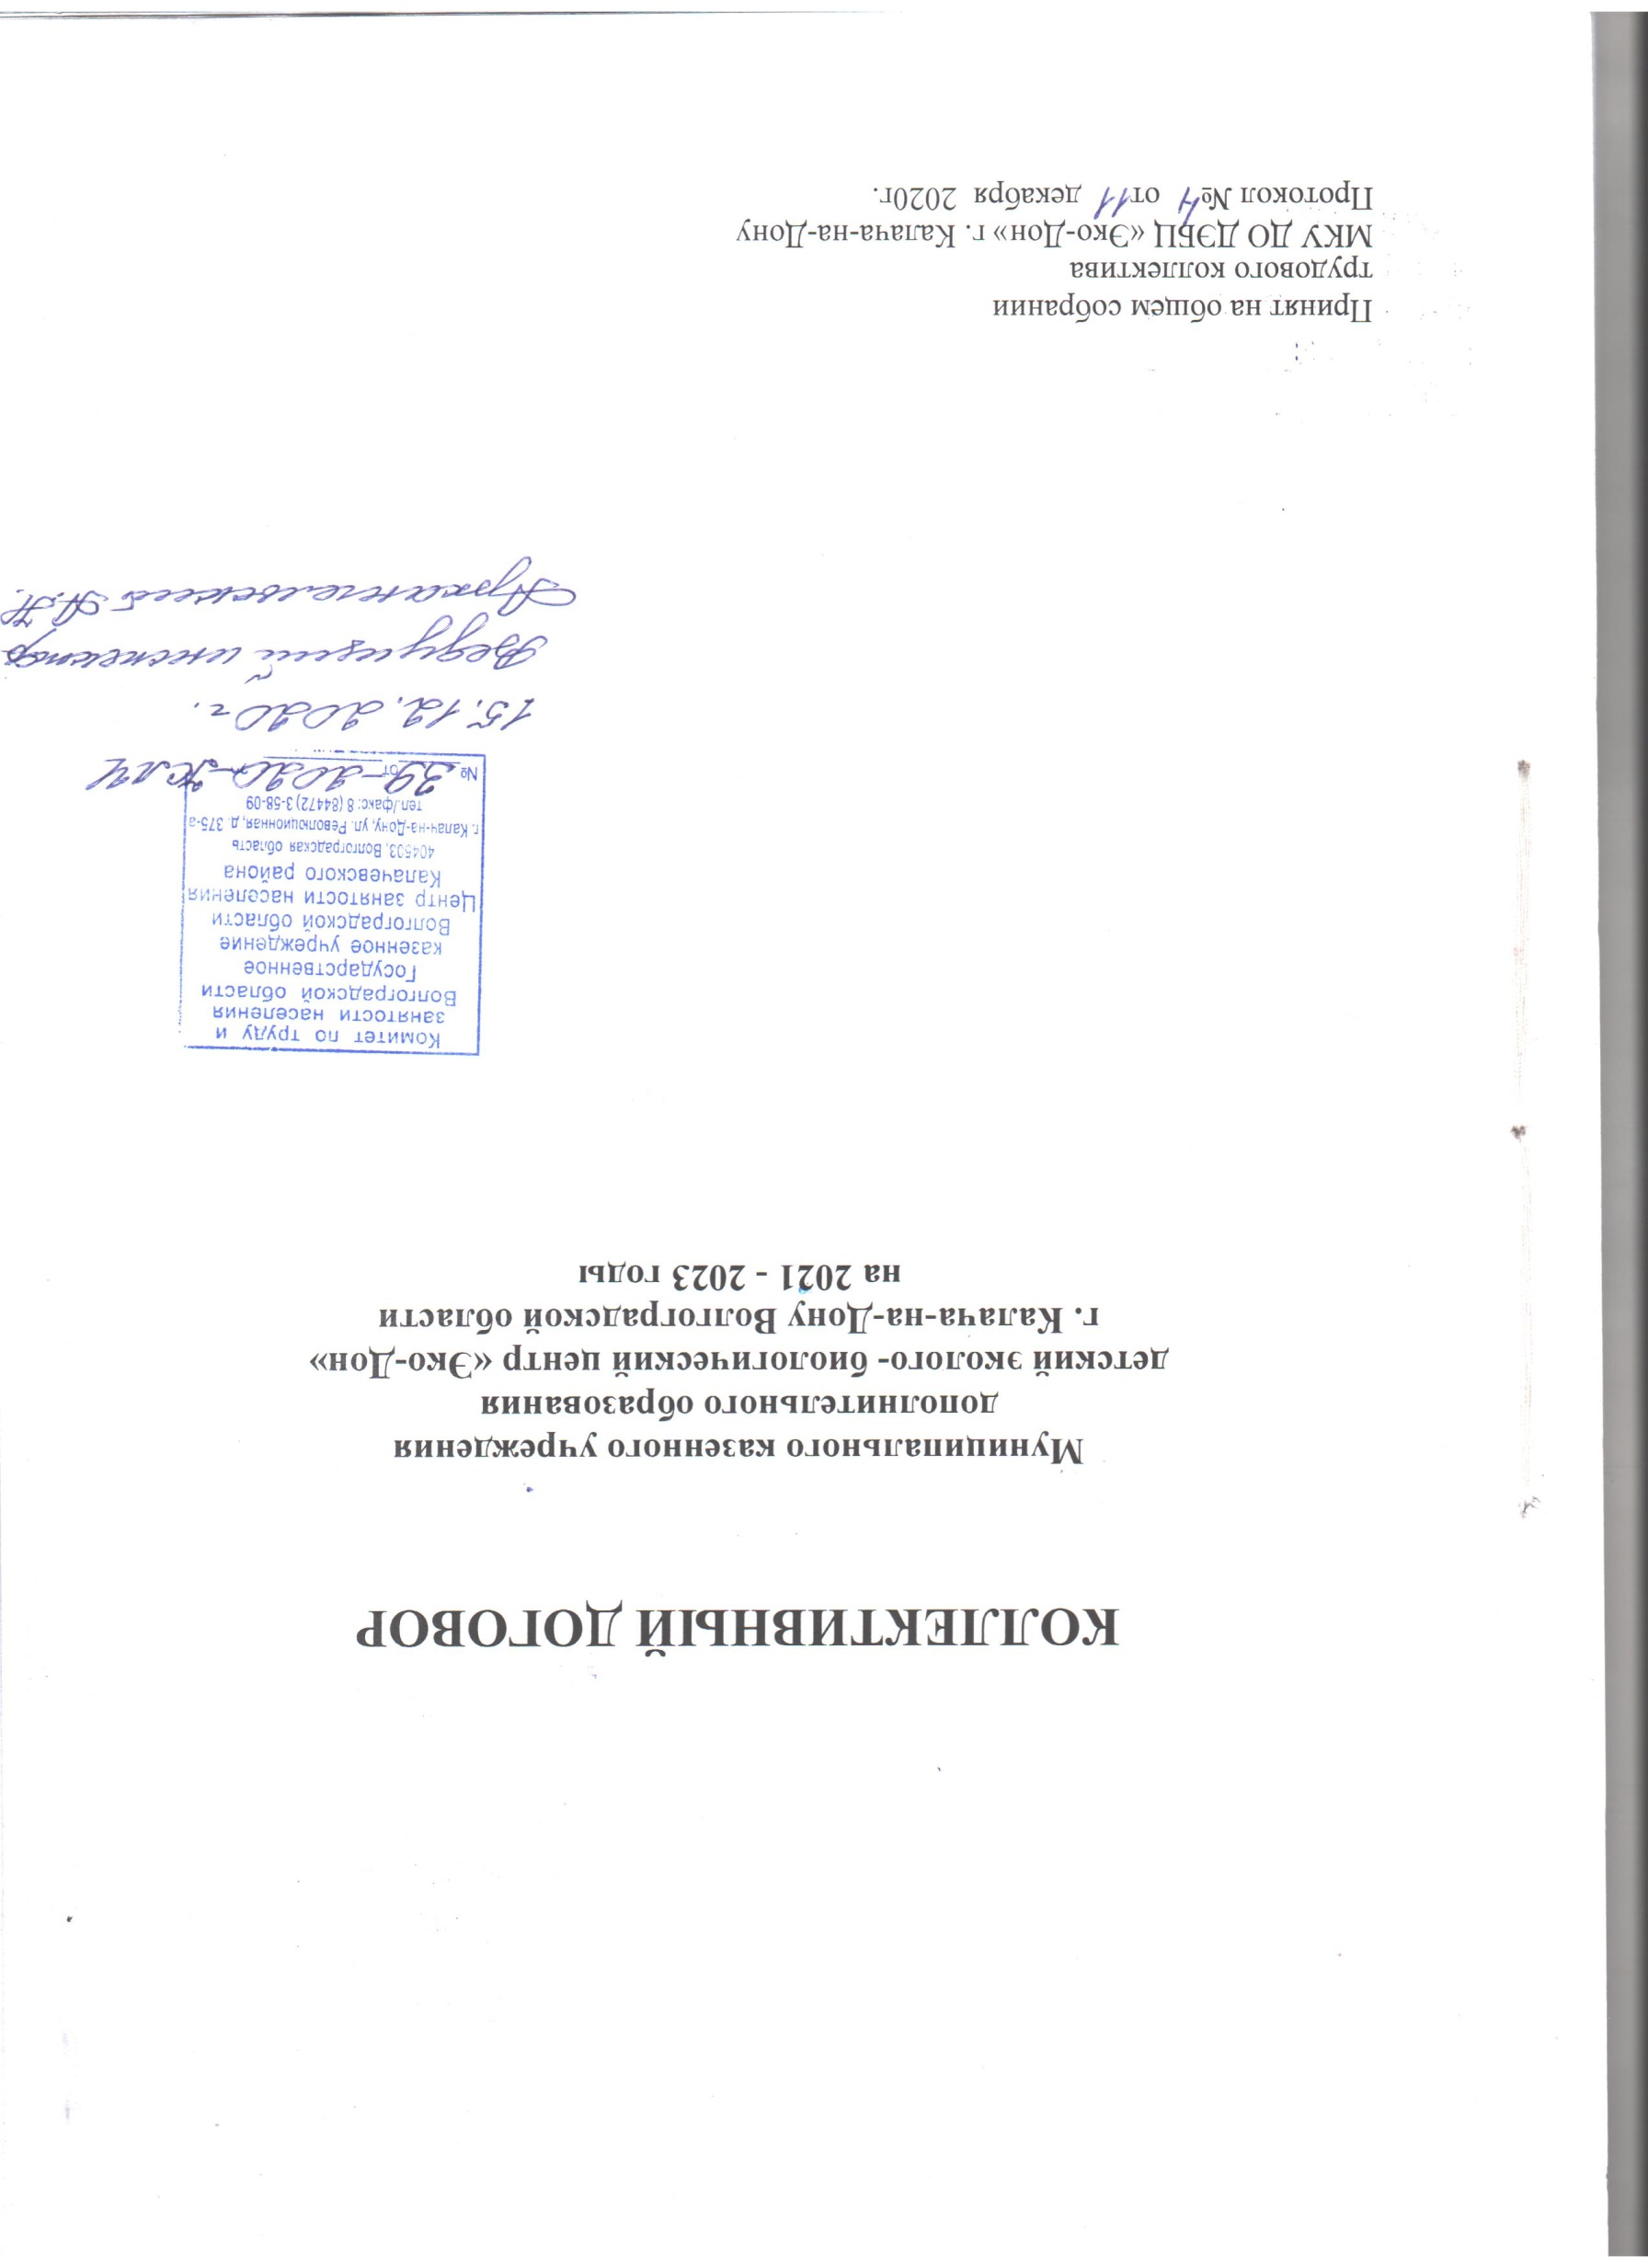 КОЛЛЕКТИВНЫЙ ДОГОВОР
Муниципального казенного учреждения
дополнительного образования
детский эколого- биологический центр «Эко-Дон»
г. Калача-на-Дону Волгоградской области
на 2021 - 2023 годы
Комитет по труду и
занятости населения
Волгоградской области
Государственное
казенное учреждение
Волгоградской области
Центр занятости населения
Калачевского района
404503, Волгоградская область
г. Калач-на-Дону, ул. Революционная, д. 375-а
тел./факс: 8 (84472) 3-58-09
№ 39-2020-КЛЧ
15.12.2020 г.
Ведущий инспектор
Архангельский А.Н.
Принят на общем собрании
трудового коллектива
МКУ ДО ДЭБЦ «Эко-Дон» г. Калача-на-Дону
Протокол № 4 от 11 декабря 2020г.